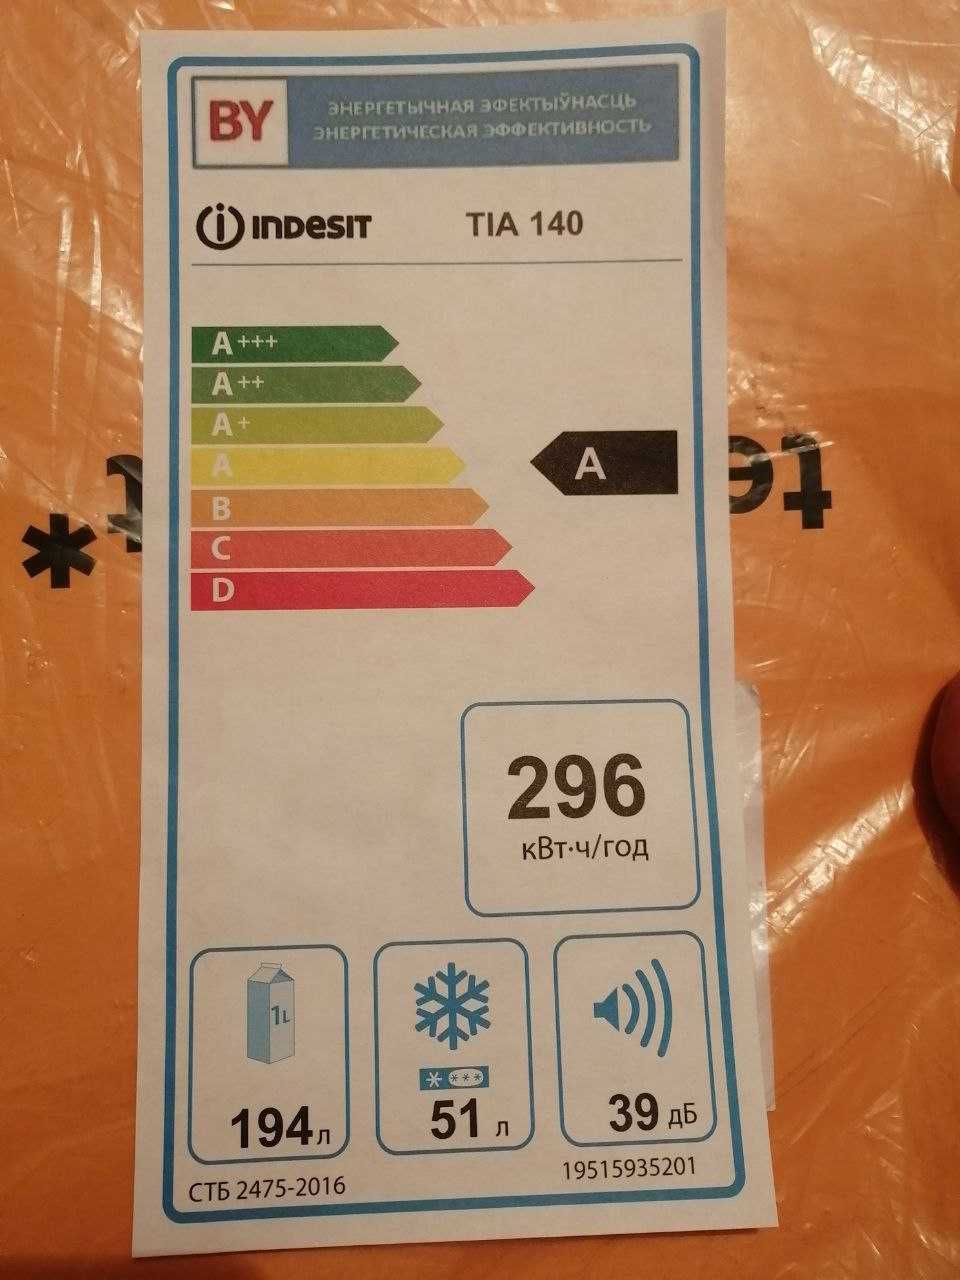 BY
ЭНЕРГЕТЫЧНАЯ ЭФЕКТЫЎНАСЦЬ
ЭНЕРГЕТИЧЕСКАЯ ЭФФЕКТИВНОСТЬ
INDESIT TIA 140
A+++
A++
A+
A
A
B
C
D
296
кВт·ч/год
1L
194 л
* ***
51 л
39 дБ
СТБ 2475-2016
19515935201